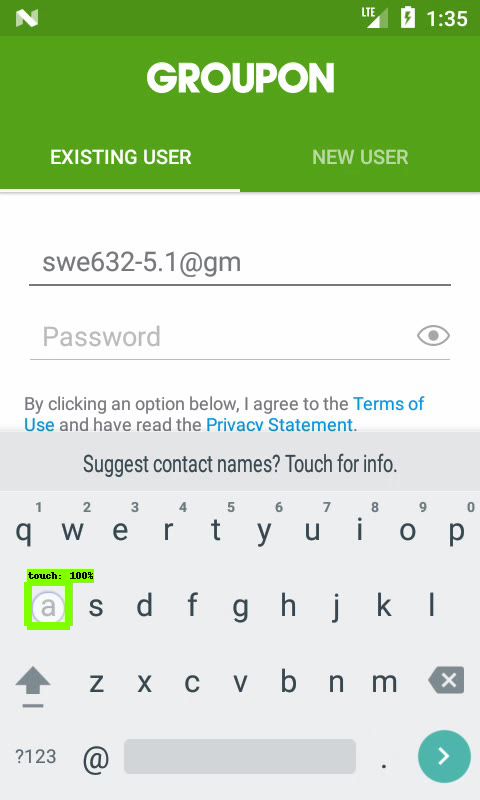 LTE 1:35
GROUPON
EXISTING USER NEW USER
swe632-5.1@gm
Password
By clicking an option below, I agree to the Terms of
Use and have read the Privacy Statement.
Suggest contact names? Touch for info.
1 2 3 4 5 6 7 8 9 0
q w e r t y u i o p
touch: 100%
a s d f g h j k l
z x c v b n m
?123 @ .